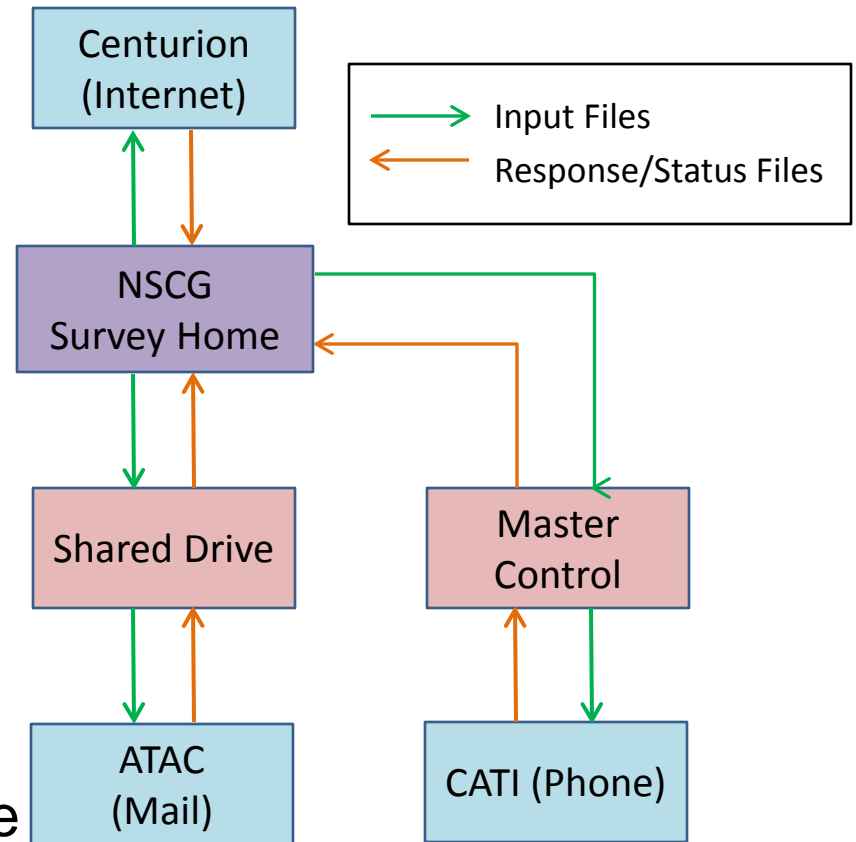 Centurion
(Internet)
Input Files
Response/Status Files
NSCG
Survey Home
Shared Drive
Master
Control
ATAC
(Mail)
CATI (Phone)
e